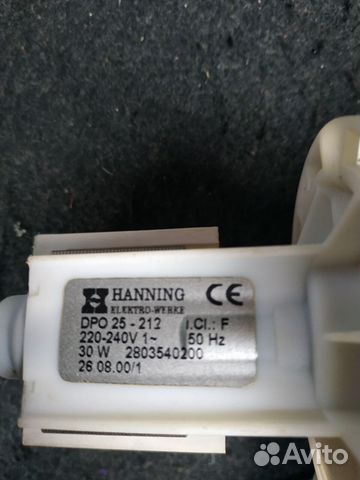 HANNING CE
ELEKTRO-WERKE
DPO 25 - 212 I.Cl.: F
220-240V 1~ 50 Hz
30 W 2803540200
26 08.00/1
Avito